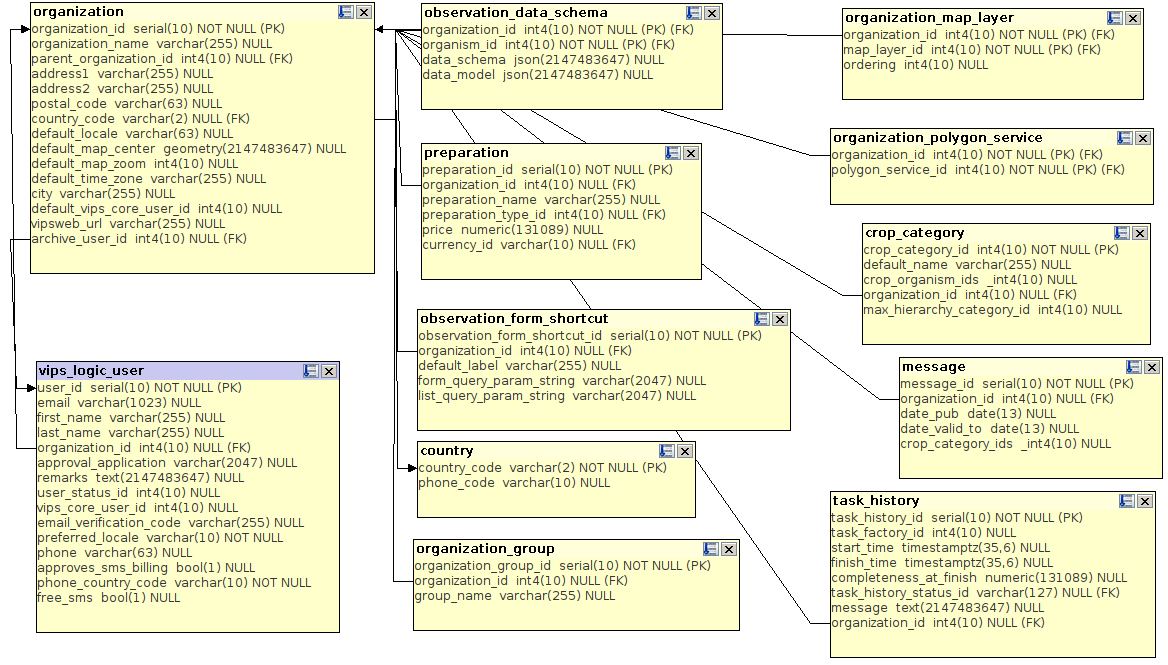 organization
organization_id serial(10) NOT NULL (PK)
organization_name varchar(255) NULL
parent_organization_id int4(10) NULL (FK)
address1 varchar(255) NULL
address2 varchar(255) NULL
postal_code varchar(63) NULL
country_code varchar(2) NULL (FK)
default_locale varchar(63) NULL
default_map_center geometry(2147483647) NULL
default_map_zoom int4(10) NULL
default_time_zone varchar(255) NULL
city varchar(255) NULL
default_vips_core_user_id int4(10) NULL
vipsweb_url varchar(255) NULL
archive_user_id int4(10) NULL (FK)
vips_logic_user
user_id serial(10) NOT NULL (PK)
email varchar(1023) NULL
first_name varchar(255) NULL
last_name varchar(255) NULL
organization_id int4(10) NULL (FK)
approval_application varchar(2047) NULL
remarks text(2147483647) NULL
user_status_id int4(10) NULL
vips_core_user_id int4(10) NULL
email_verification_code varchar(255) NULL
preferred_locale varchar(10) NOT NULL
phone varchar(63) NULL
approves_sms_billing bool(1) NULL
phone_country_code varchar(10) NOT NULL
free_sms bool(1) NULL
observation_data_schema
organization_id int4(10) NOT NULL (PK) (FK)
organism_id int4(10) NOT NULL (PK) (FK)
data_schema json(2147483647) NULL
data_model json(2147483647) NULL
preparation
preparation_id serial(10) NOT NULL (PK)
organization_id int4(10) NULL (FK)
preparation_name varchar(255) NULL
preparation_type_id int4(10) NULL (FK)
price numeric(131089) NULL
currency_id varchar(10) NULL (FK)
observation_form_shortcut
observation_form_shortcut_id serial(10) NOT NULL (PK)
organization_id int4(10) NULL (FK)
default_label varchar(255) NULL
form_query_param_string varchar(2047) NULL
list_query_param_string varchar(2047) NULL
country
country_code varchar(2) NOT NULL (PK)
phone_code varchar(10) NULL
organization_group
organization_group_id serial(10) NOT NULL (PK)
organization_id int4(10) NULL (FK)
group_name varchar(255) NULL
organization_map_layer
organization_id int4(10) NOT NULL (PK) (FK)
map_layer_id int4(10) NOT NULL (PK) (FK)
ordering int4(10) NULL
organization_polygon_service
organization_id int4(10) NOT NULL (PK) (FK)
polygon_service_id int4(10) NOT NULL (PK) (FK)
crop_category
crop_category_id int4(10) NOT NULL (PK)
default_name varchar(255) NULL
crop_organism_ids _int4(10) NULL
organization_id int4(10) NULL (FK)
max_hierarchy_category_id int4(10) NULL
message
message_id serial(10) NOT NULL (PK)
organization_id int4(10) NULL (FK)
date_pub date(13) NULL
date_valid_to date(13) NULL
crop_category_ids _int4(10) NULL
task_history
task_history_id serial(10) NOT NULL (PK)
task_factory_id int4(10) NULL
start_time timestamptz(35,6) NULL
finish_time timestamptz(35,6) NULL
completeness_at_finish numeric(131089) NULL
task_history_status_id varchar(127) NULL (FK)
message text(2147483647) NULL
organization_id int4(10) NULL (FK)